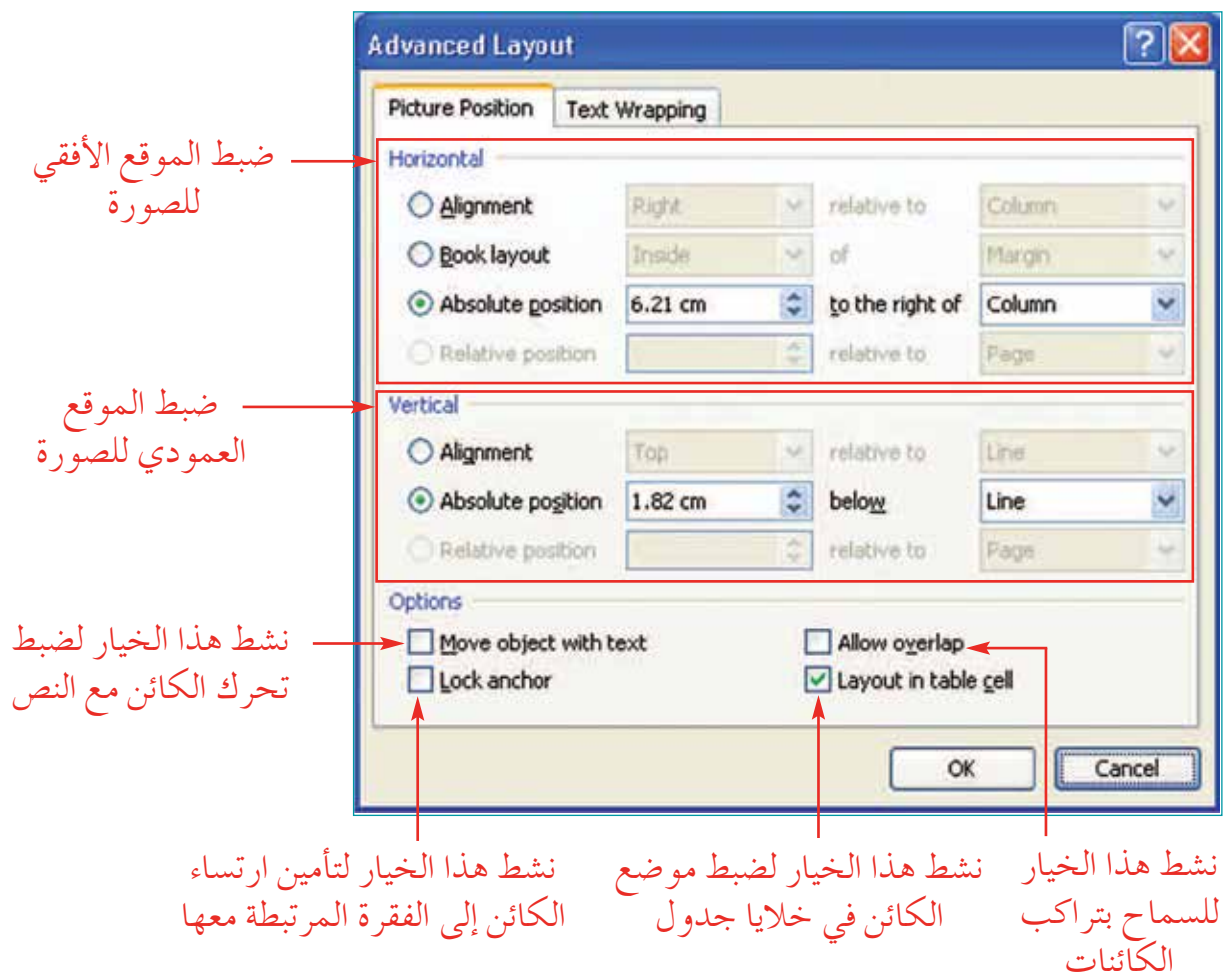 Advanced Layout
Picture Position Text Wrapping
ضبط الموقع الأفقي
للصورة
Horizontal
Alignment Right relative to Column
Book layout Inside of Margin
Absolute position 6.21 cm to the right of Column
Relative position relative to Page
ضبط الموقع
العمودي للصورة
Vertical
Alignment Top relative to Line
Absolute position 1.82 cm below Line
Relative position relative to Page
Options
نشط هذا الخيار لضبط
تحرك الكائن مع النص
Move object with text Allow overlap
Lock anchor Layout in table cell
OK Cancel
نشط هذا الخيار
للسماح بتراكب
الكائنات
نشط هذا الخيار لضبط موضع
الكائن في خلايا جدول
نشط هذا الخيار لتأمين ارتساء
الكائن إلى الفقرة المرتبطة معها